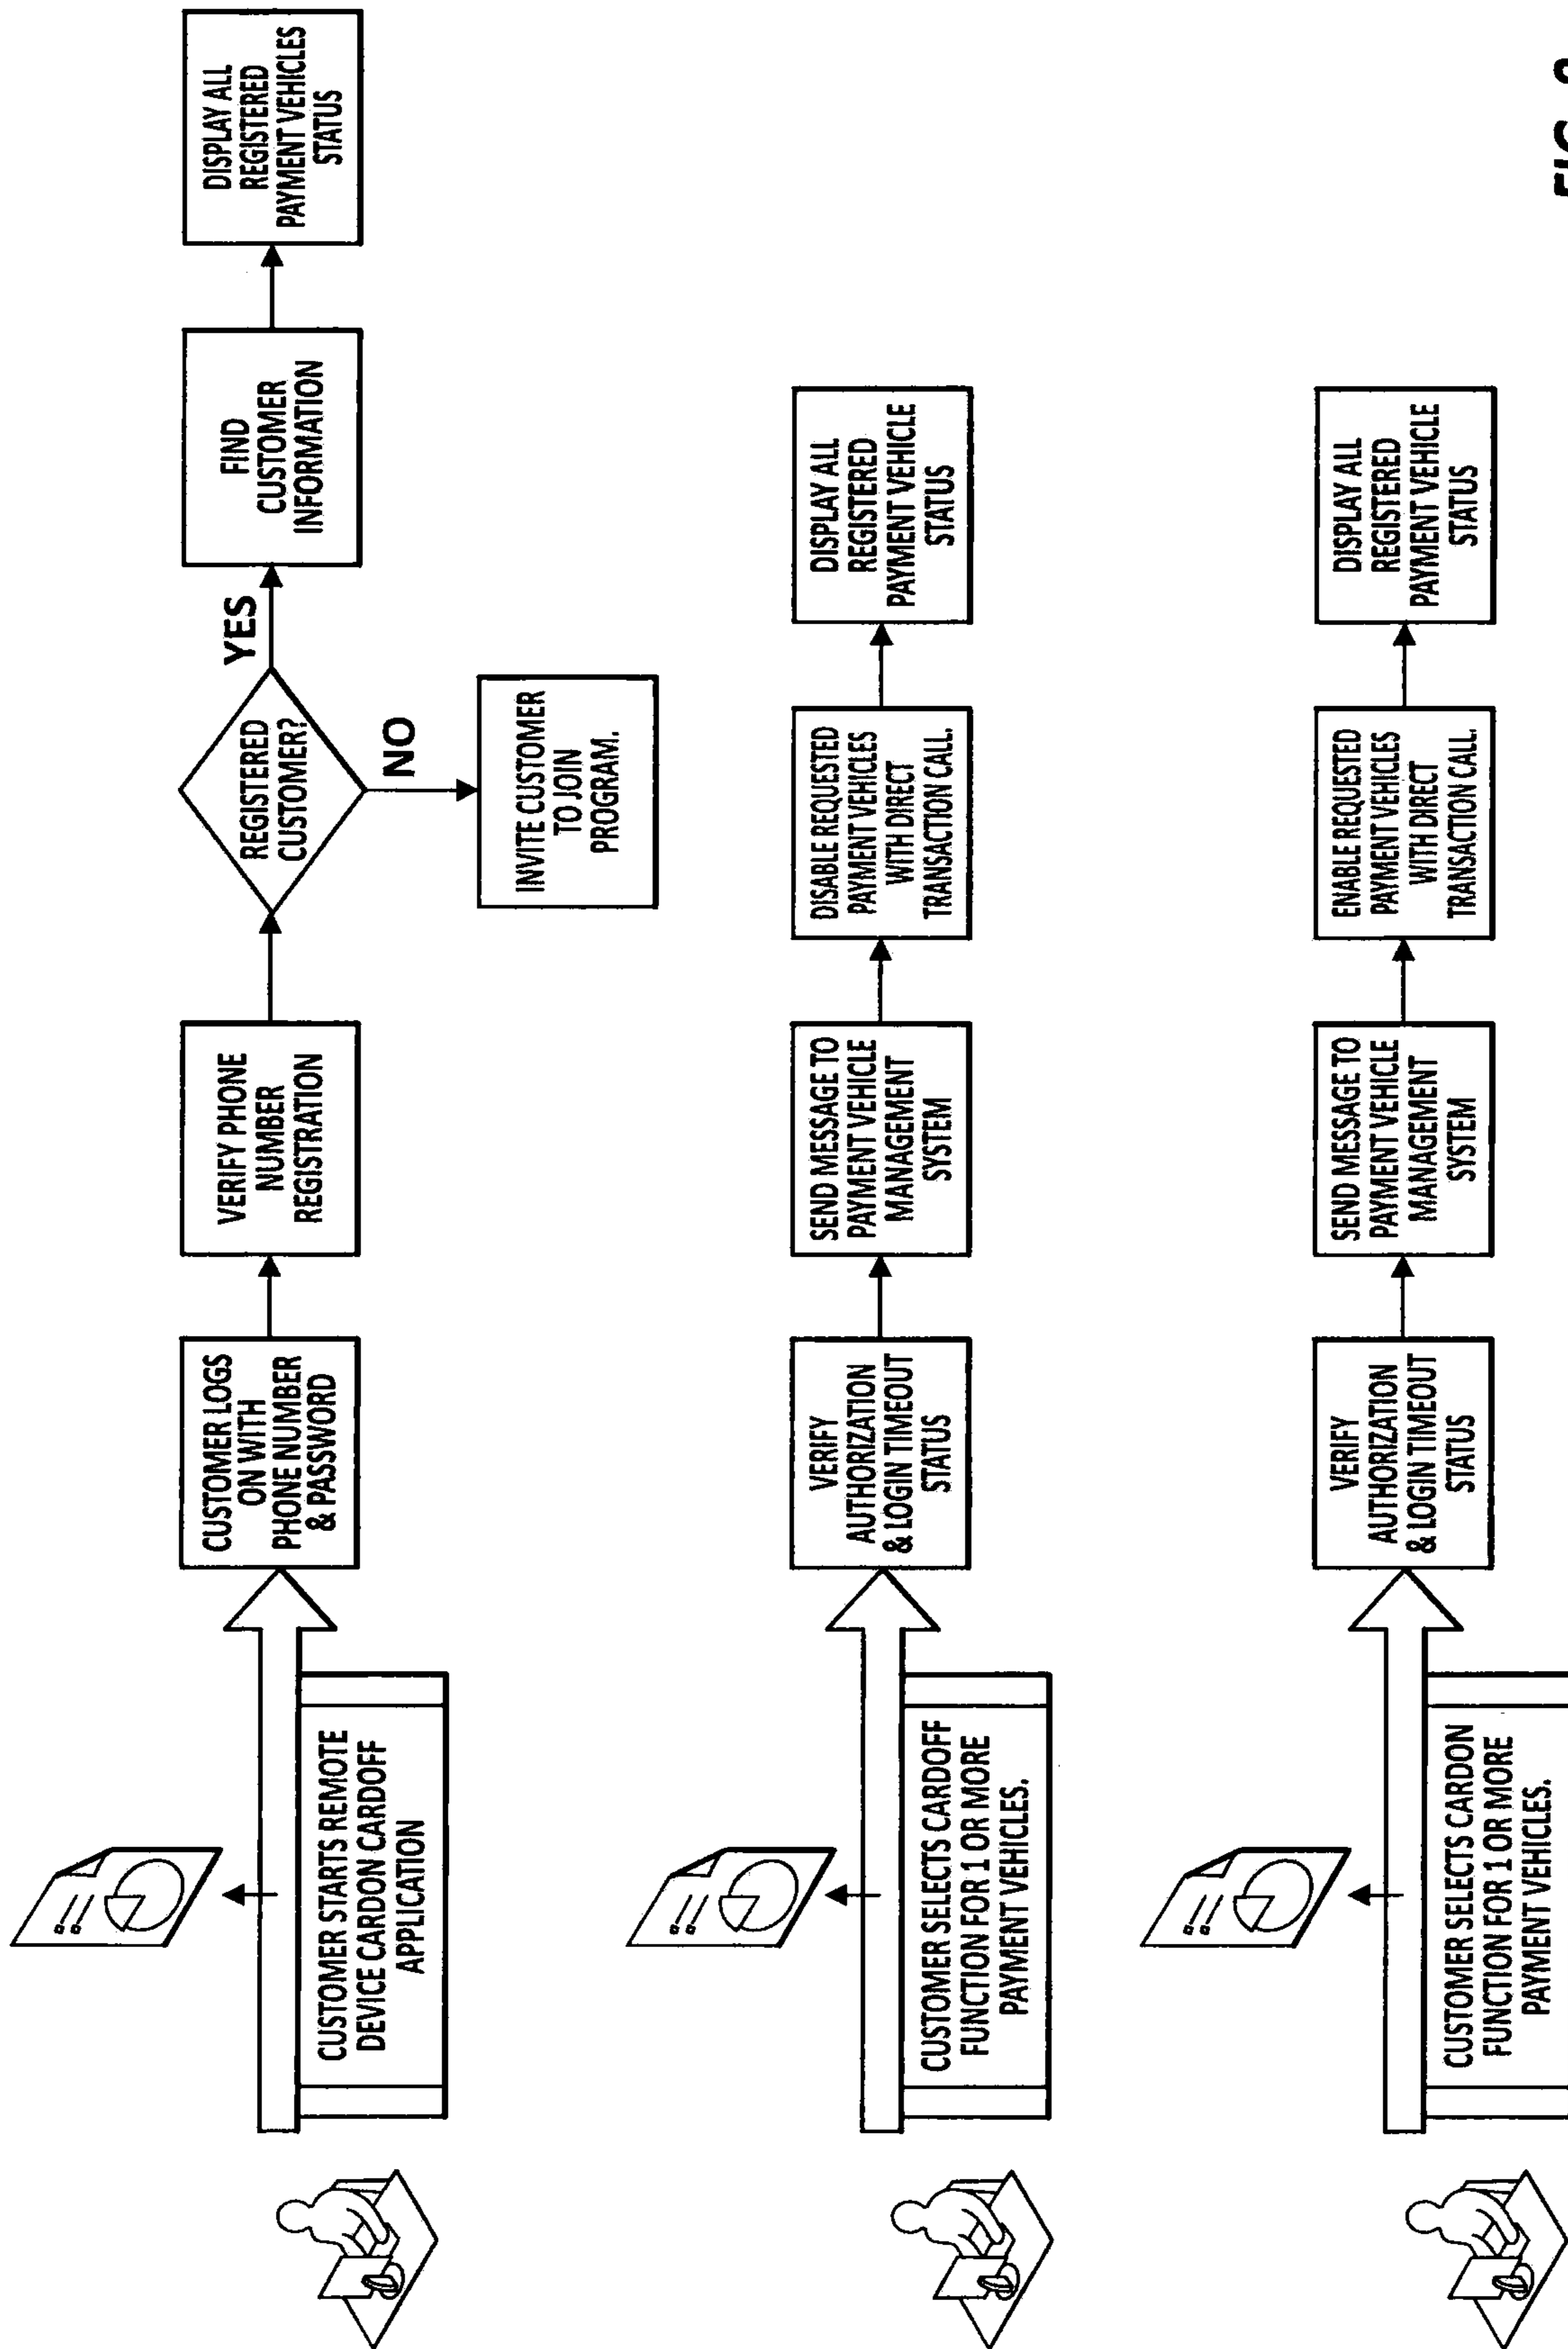 CUSTOMER STARTS REMOTE
DEVICE CARDON CARDOFF
APPLICATION
CUSTOMER LOGS
ON WITH
PHONE NUMBER
& PASSWORD
VERIFY PHONE
NUMBER
REGISTRATION
REGISTERED
CUSTOMER?
YES
NO
FIND
CUSTOMER
INFORMATION
DISPLAY ALL
REGISTERED
PAYMENT VEHICLES
STATUS
INVITE CUSTOMER
TO JOIN
PROGRAM.
CUSTOMER SELECTS CARDOFF
FUNCTION FOR 1 OR MORE
PAYMENT VEHICLES.
VERIFY
AUTHORIZATION
& LOGIN TIMEOUT
STATUS
SEND MESSAGE TO
PAYMENT VEHICLE
MANAGEMENT
SYSTEM
DISABLE REQUESTED
PAYMENT VEHICLES
WITH DIRECT
TRANSACTION CALL.
DISPLAY ALL
REGISTERED
PAYMENT VEHICLE
STATUS
CUSTOMER SELECTS CARDON
FUNCTION FOR 1 OR MORE
PAYMENT VEHICLES.
VERIFY
AUTHORIZATION
& LOGIN TIMEOUT
STATUS
SEND MESSAGE TO
PAYMENT VEHICLE
MANAGEMENT
SYSTEM
ENABLE REQUESTED
PAYMENT VEHICLES
WITH DIRECT
TRANSACTION CALL.
DISPLAY ALL
REGISTERED
PAYMENT VEHICLE
STATUS
FIG.